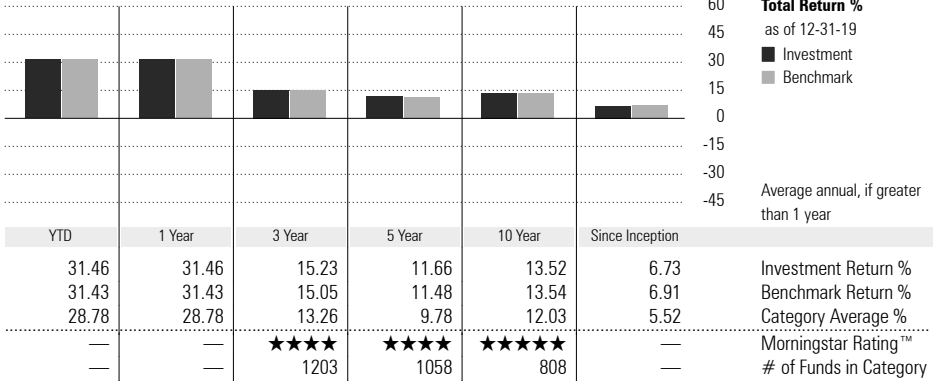 60
Total Return %
45
as of 12-31-19
30
Investment
15
Benchmark
0
-15
-30
-45
Average annual, if greater
than 1 year
YTD 1 Year 3 Year 5 Year 10 Year Since Inception
31.46 31.46 15.23 11.66 13.52 6.73 Investment Return %
31.43 31.43 15.05 11.48 13.54 6.91 Benchmark Return %
28.78 28.78 13.26 9.78 12.03 5.52 Category Average %
— — ★★★★ ★★★★ ★★★★★ — Morningstar Rating™
— — 1203 1058 808 — # of Funds in Category